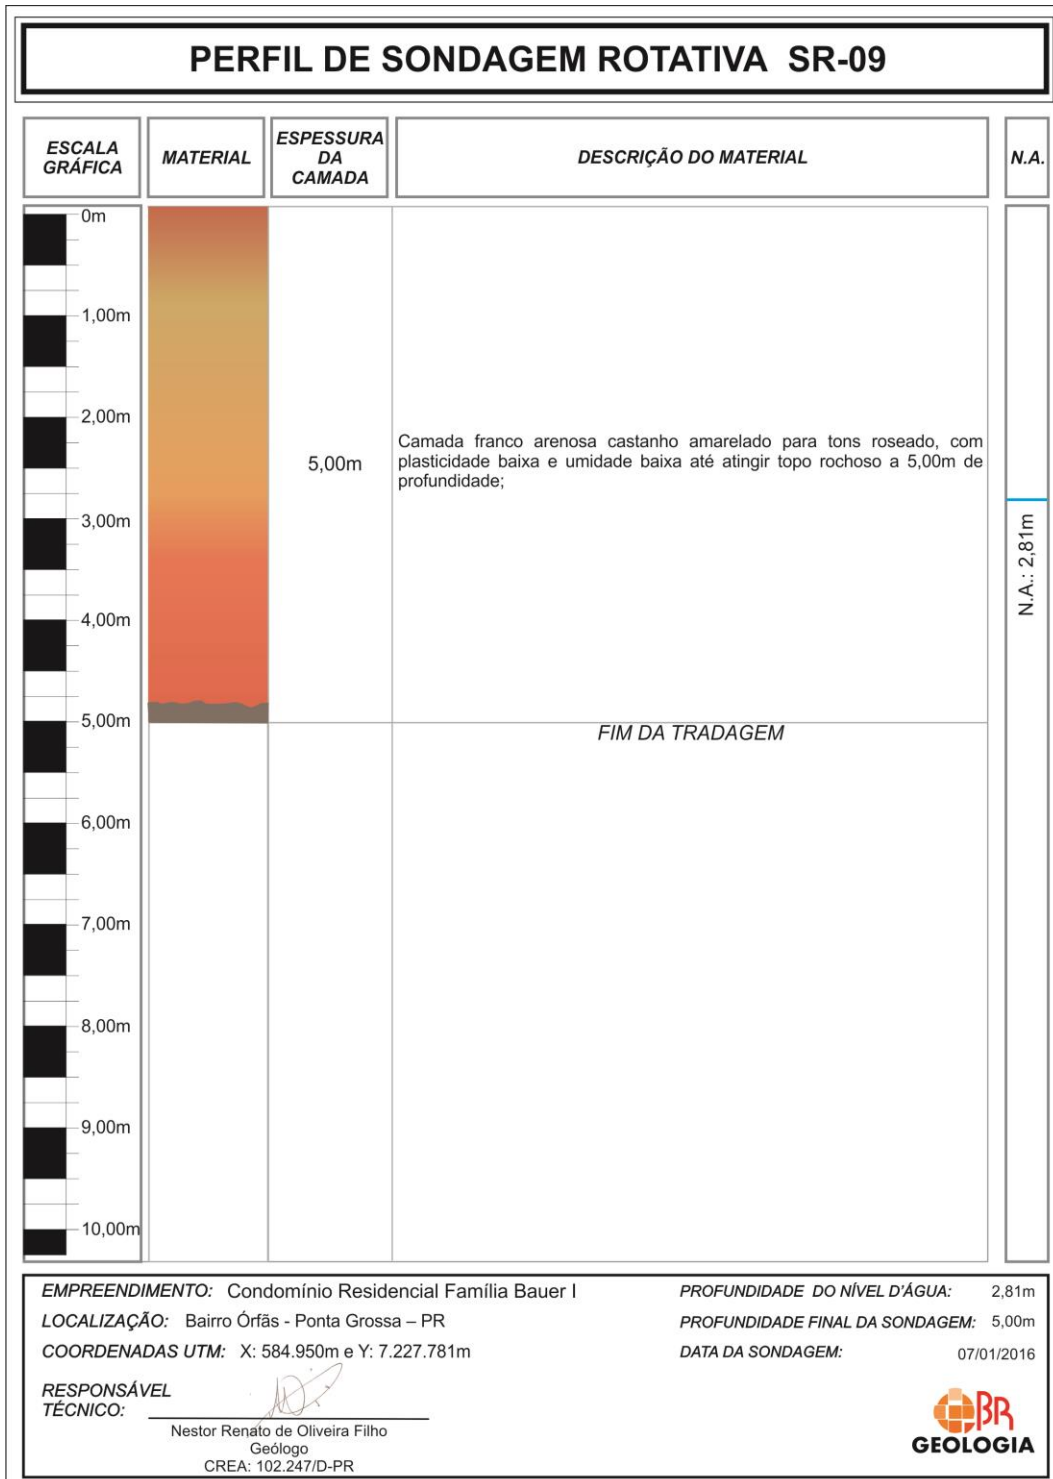 PERFIL DE SONDAGEM ROTATIVA SR-09
ESCALA
GRÁFICA
MATERIAL
ESPESSURA
DA
CAMADA
DESCRIÇÃO DO MATERIAL
N.A.
0m
1,00m
2,00m
3,00m
4,00m
5,00m
6,00m
7,00m
8,00m
9,00m
10,00m
5,00m
Camada franco arenosa castanho amarelado para tons roseado, com
plasticidade baixa e umidade baixa até atingir topo rochoso a 5,00m de
profundidade;
FIM DA TRADAGEM
N.A.: 2,81m
EMPREENDIMENTO: Condomínio Residencial Família Bauer I
LOCALIZAÇÃO: Bairro Órfãs - Ponta Grossa – PR
COORDENADAS UTM: X: 584.950m e Y: 7.227.781m
RESPONSÁVEL
TÉCNICO:
Nestor Renato de Oliveira Filho
Geólogo
CREA: 102.247/D-PR
PROFUNDIDADE DO NÍVEL D'ÁGUA: 2,81m
PROFUNDIDADE FINAL DA SONDAGEM: 5,00m
DATA DA SONDAGEM: 07/01/2016
BR
GEOLOGIA